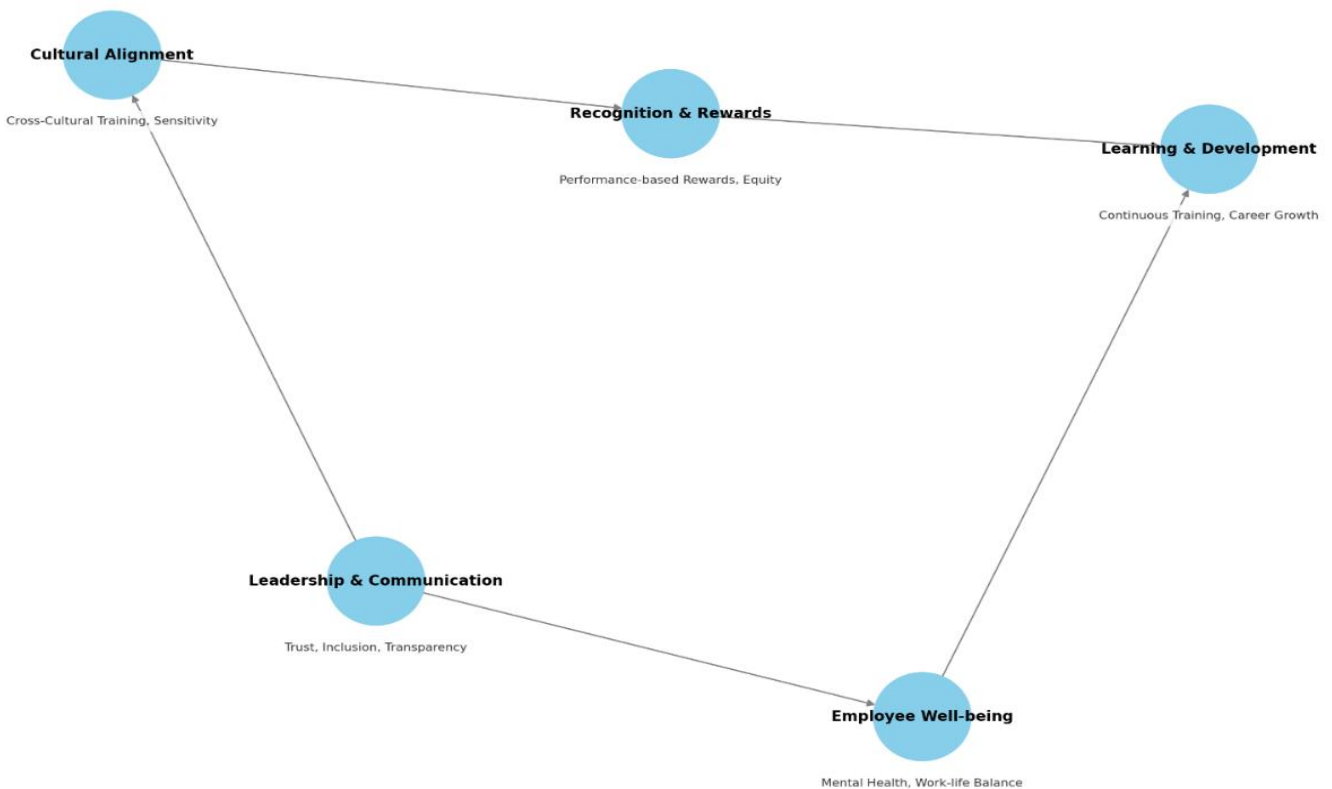 Cultural Alignment
Cross-Cultural Training, Sensitivity
Recognition & Rewards
Performance-based Rewards, Equity
Learning & Development
Continuous Training, Career Growth
Leadership & Communication
Trust, Inclusion, Transparency
Employee Well-being
Mental Health, Work-life Balance